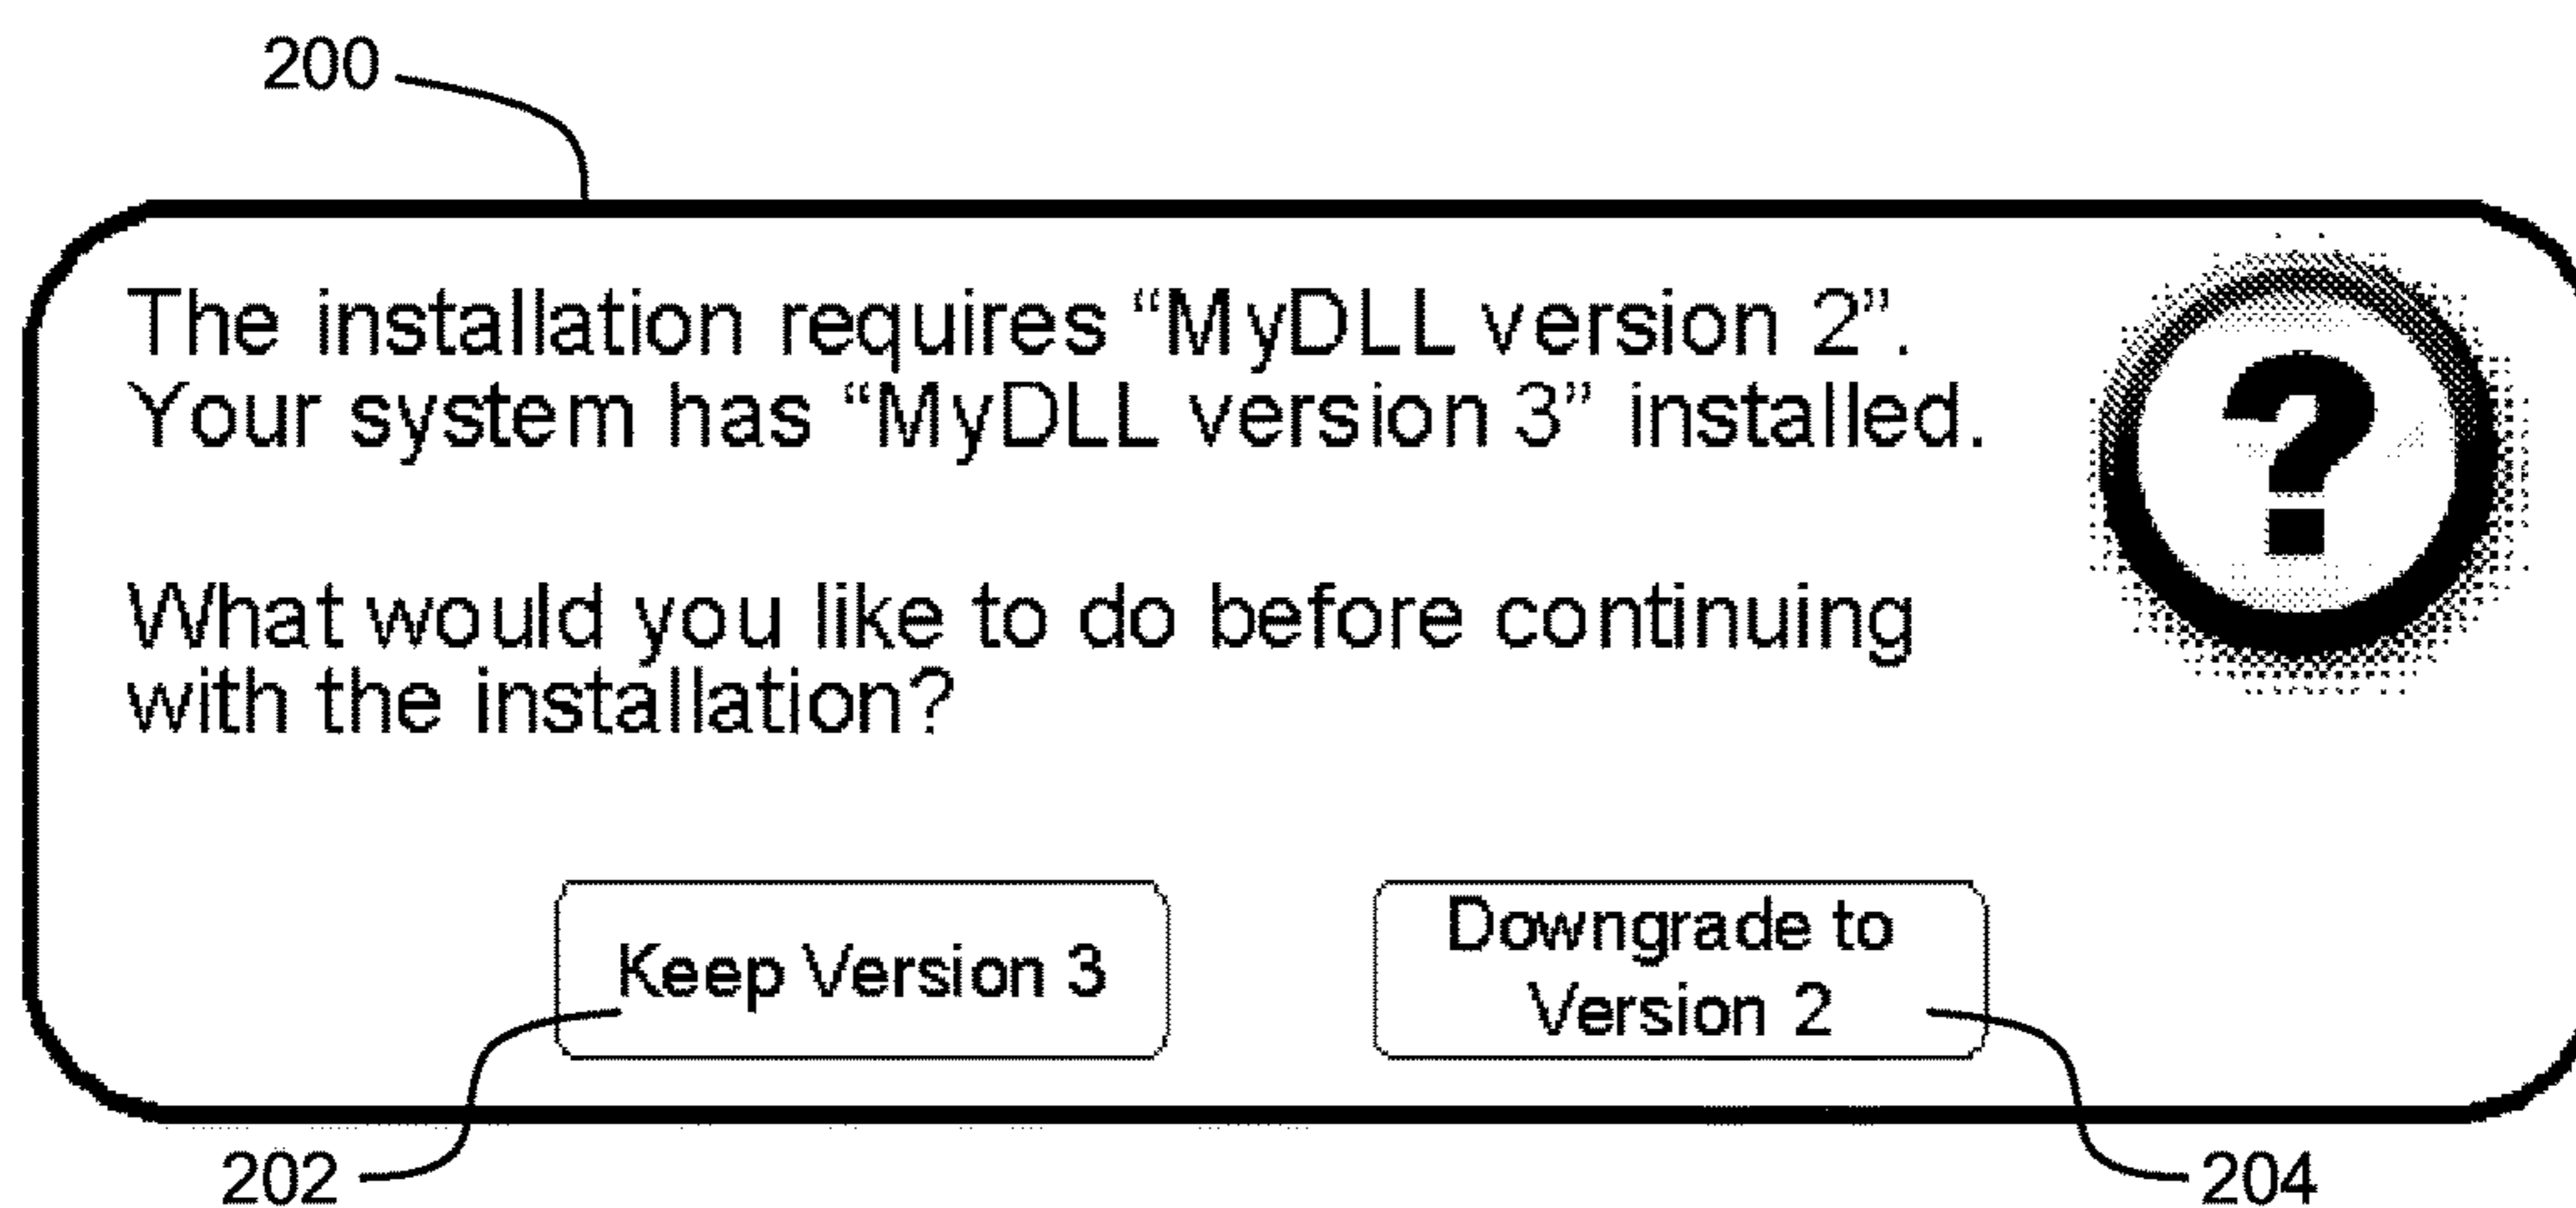 200
The installation requires “MyDLL version 2”.
Your system has “MyDLL version 3” installed.
?
What would you like to do before continuing
with the installation?
Keep Version 3
Downgrade to
Version 2
202
204